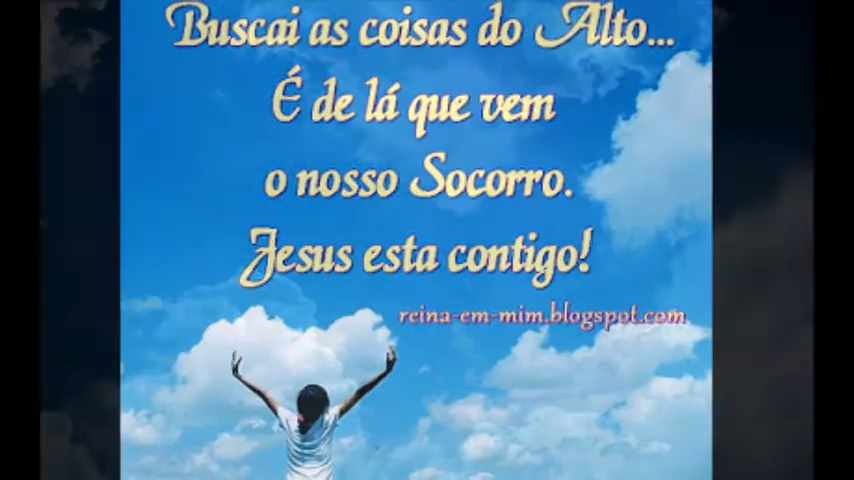 Buscai as coisas do Alto...
É de lá que vem
o nosso Socorro.
Jesus esta contigo!
reina-em-mim.blogspot.com